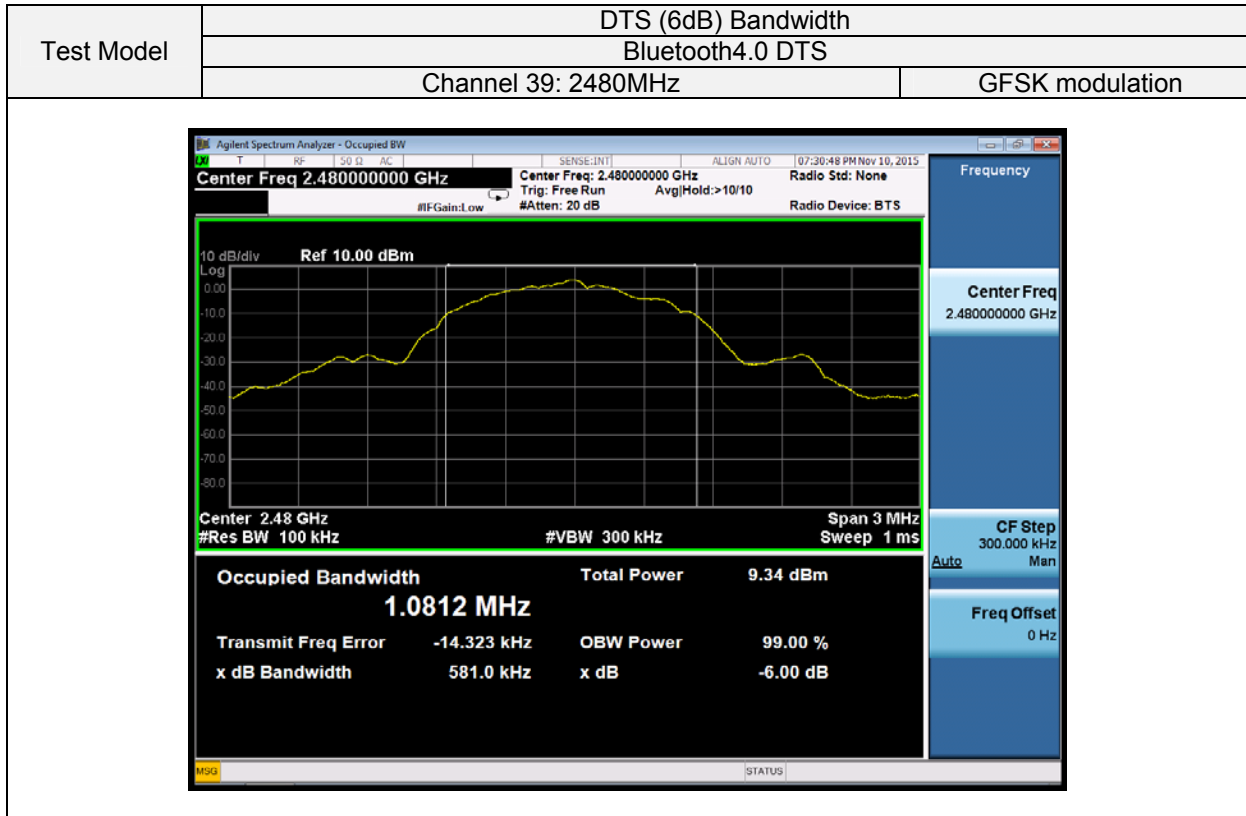 Test Model
DTS (6dB) Bandwidth
Bluetooth4.0 DTS
Channel 39: 2480MHz GFSK modulation
Agilent Spectrum Analyzer - Occupied BW
LXI T RF 50 Ω AC SENSE:INT ALIGN AUTO 07:30:48 PM Nov 10, 2015
Center Freq 2.480000000 GHz
Center Freq: 2.480000000 GHz Radio Std: None
Trig: Free Run Avg|Hold:>10/10
#IFGain:Low #Atten: 20 dB Radio Device: BTS
Frequency
10 dB/div Ref 10.00 dBm
Log
0.00
-10.0
-20.0
-30.0
-40.0
-50.0
-60.0
-70.0
-80.0
Center 2.48 GHz Span 3 MHz
#Res BW 100 kHz #VBW 300 kHz Sweep 1 ms
Center Freq
2.480000000 GHz
CF Step
300.000 kHz
Auto Man
Freq Offset
0 Hz
Occupied Bandwidth Total Power 9.34 dBm
1.0812 MHz
Transmit Freq Error -14.323 kHz OBW Power 99.00 %
x dB Bandwidth 581.0 kHz x dB -6.00 dB
MSG STATUS